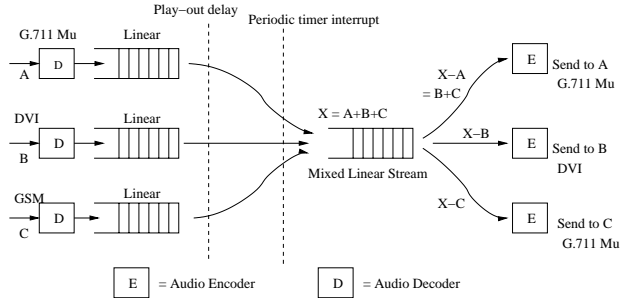 Play-out delay
Periodic timer interrupt
G.711 Mu
Linear
D
A
E
Send to A
G.711 Mu
X-A
= B+C
DVI
Linear
X = A+B+C
D
B
X-B
E
Send to B
DVI
Mixed Linear Stream
GSM
Linear
D
C
X-C
E
Send to C
G.711 Mu
E = Audio Encoder
D = Audio Decoder